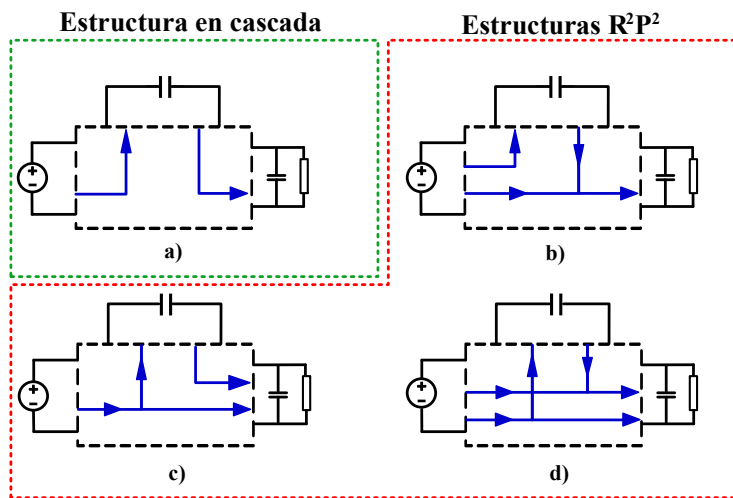 Estructura en cascada
Estructuras R²P²
a)
b)
c)
d)